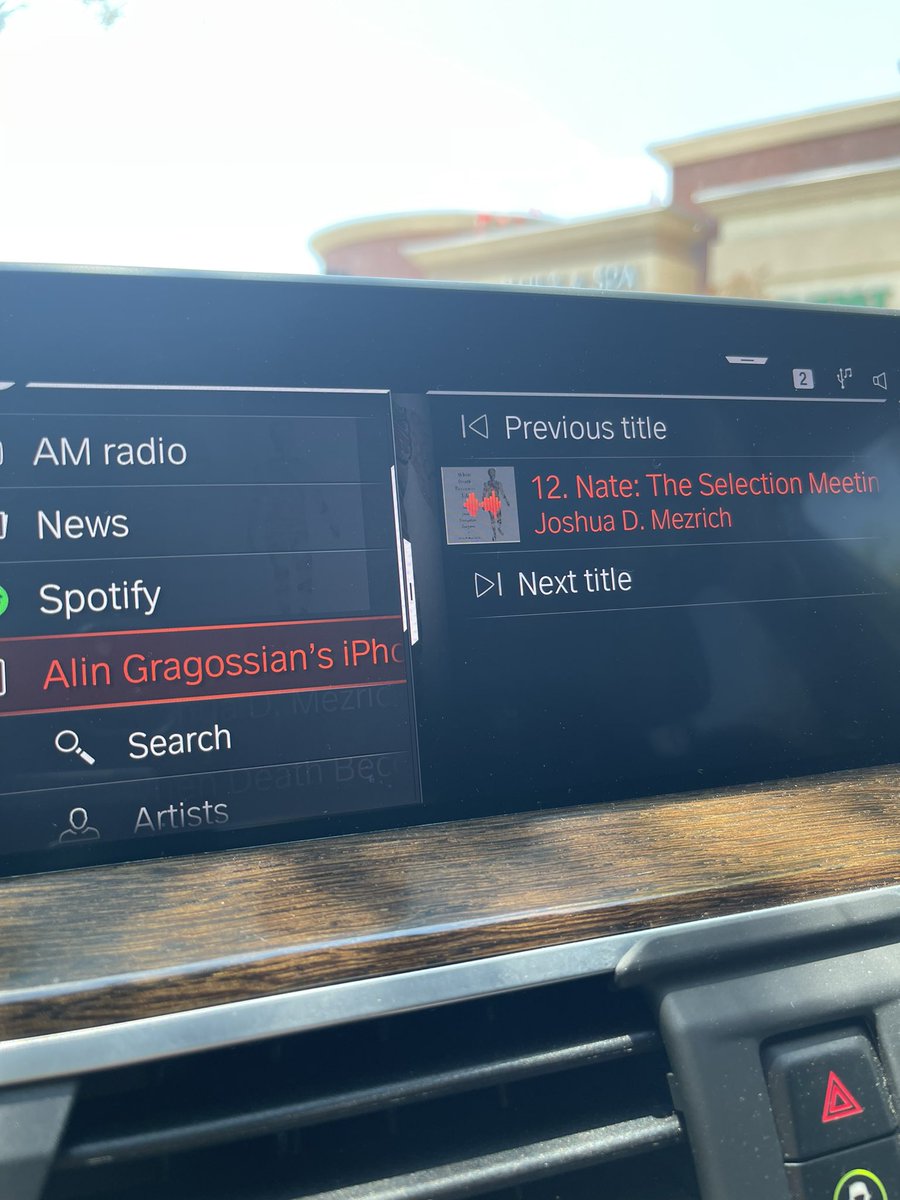 AM radio
News
Spotify
Alin Gragossian's iPho
Search
Artists
2
Previous title
12. Nate: The Selection Meetin
Joshua D. Mezrich
Next title